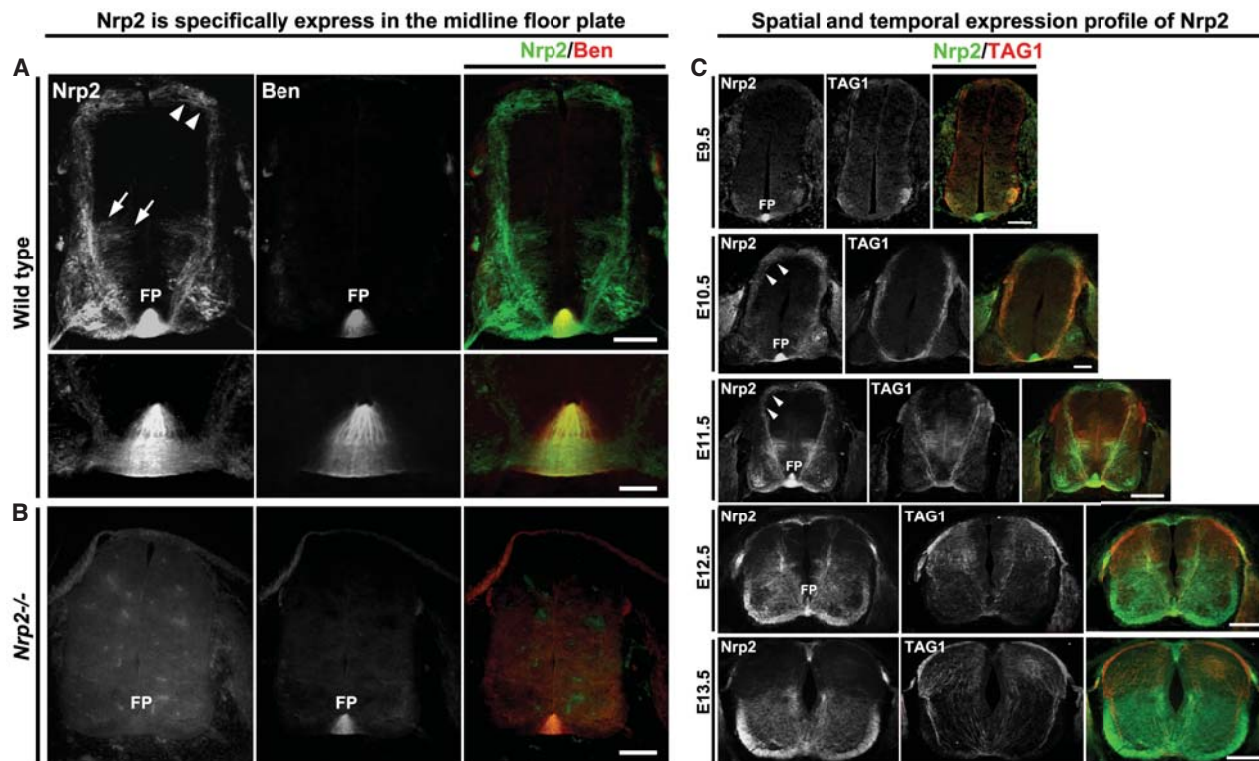 Nrp2 is specifically express in the midline floor plate
Nrp2/Ben
A
Wild type
Nrp2
Ben
FP
FP
B
Nrp2-/-
FP
FP
Spatial and temporal expression profile of Nrp2
Nrp2/TAG1
C
E9.5
Nrp2
TAG1
FP
E10.5
Nrp2
TAG1
FP
E11.5
Nrp2
TAG1
FP
E12.5
Nrp2
TAG1
FP
E13.5
Nrp2
TAG1